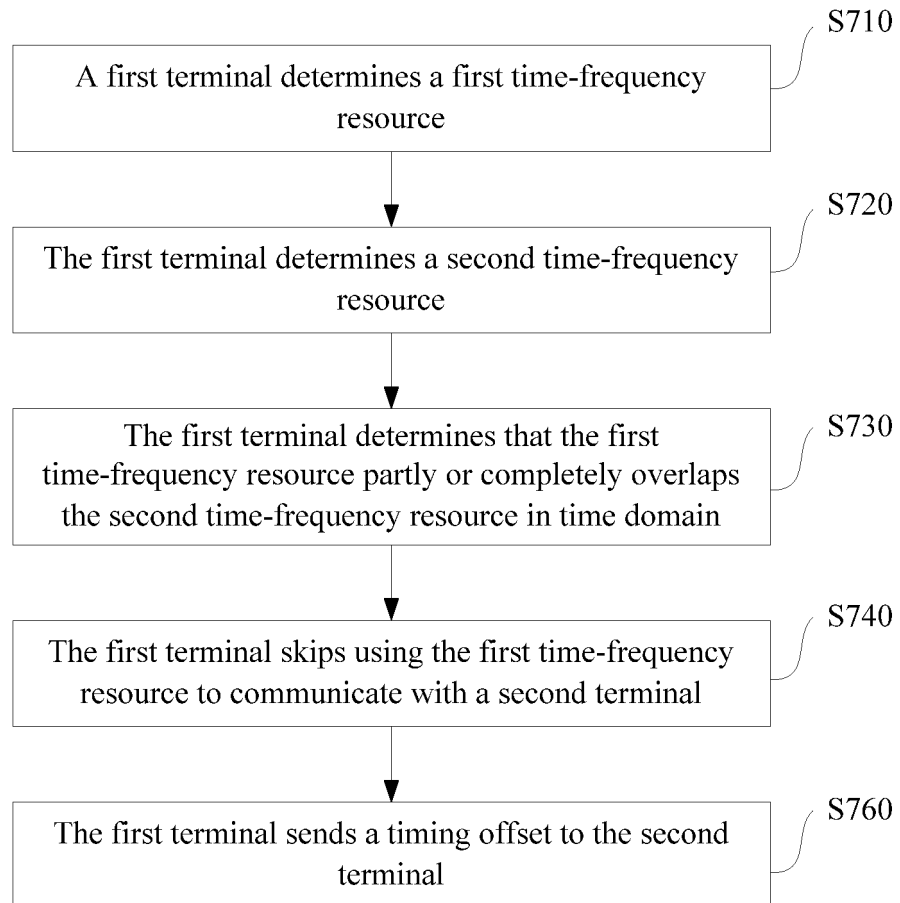 S710
A first terminal determines a first time-frequency
resource
S720
The first terminal determines a second time-frequency
resource
S730
The first terminal determines that the first
time-frequency resource partly or completely overlaps
the second time-frequency resource in time domain
S740
The first terminal skips using the first time-frequency
resource to communicate with a second terminal
S760
The first terminal sends a timing offset to the second
terminal